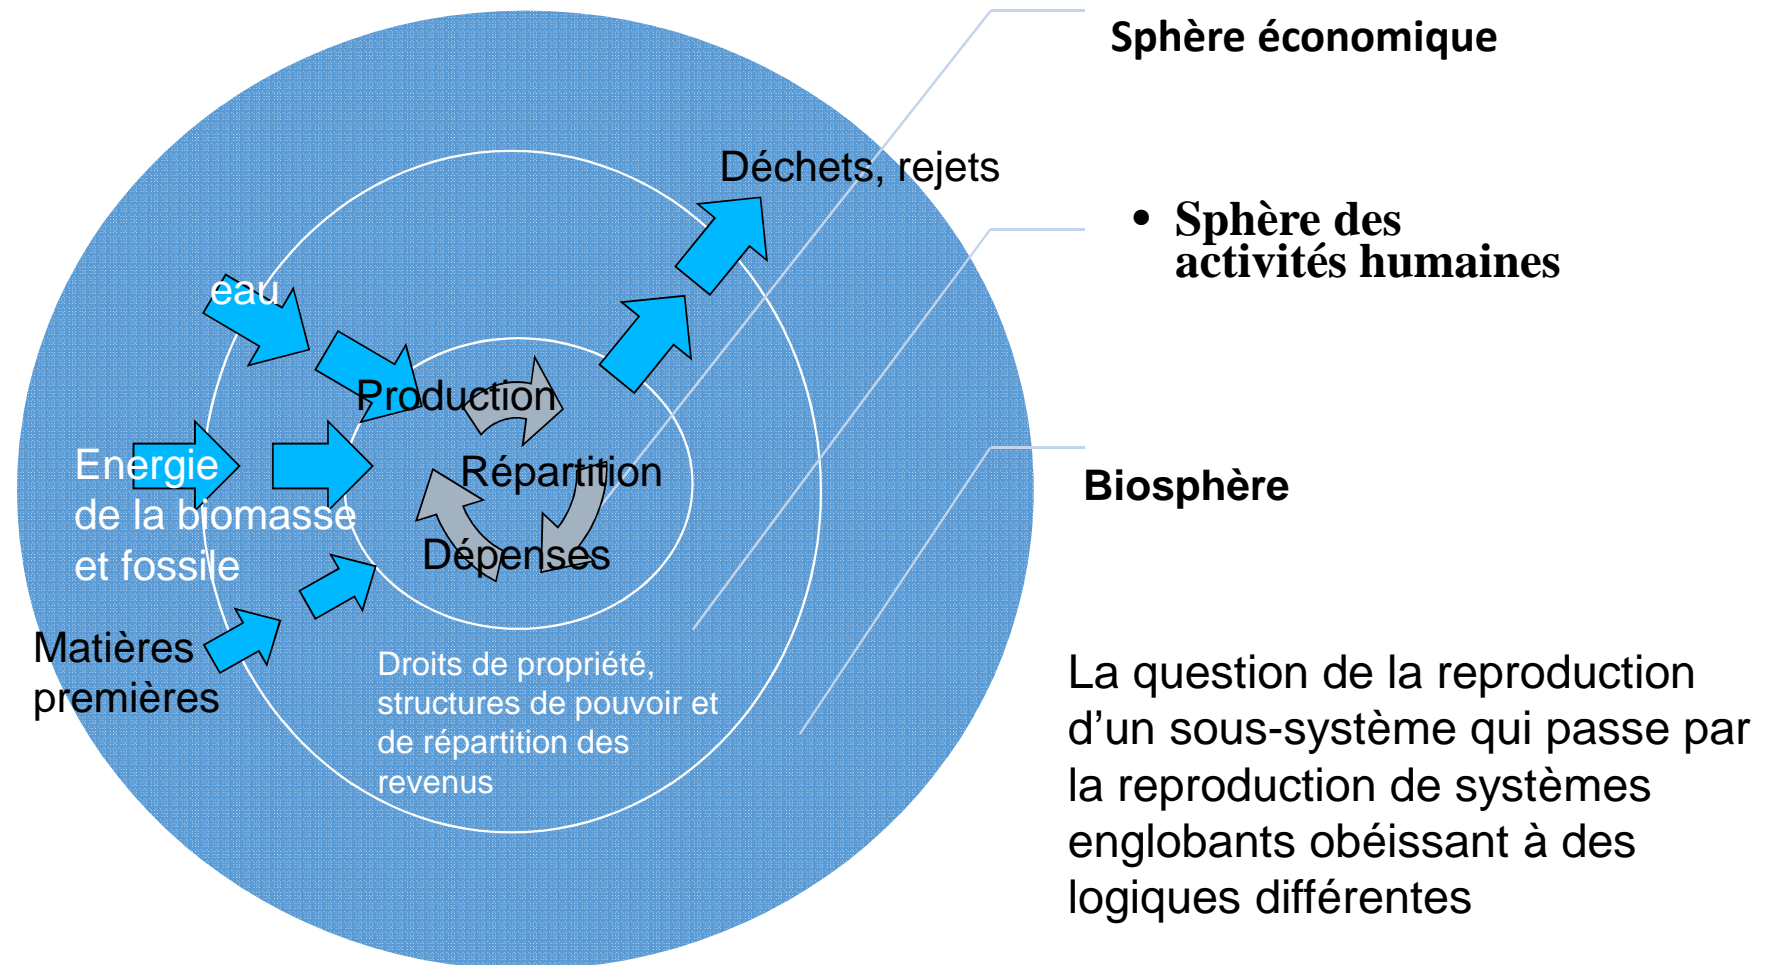 Sphère économique
Déchets, rejets
• Sphère des
activités humaines
eau
Production
Energie
de la biomasse
et fossile
Répartition
Biosphère
Dépenses
Matières
premières
Droits de propriété,
structures de pouvoir et
de répartition des
revenus
La question de la reproduction
d’un sous-système qui passe par
la reproduction de systèmes
englobants obéissant à des
logiques différentes